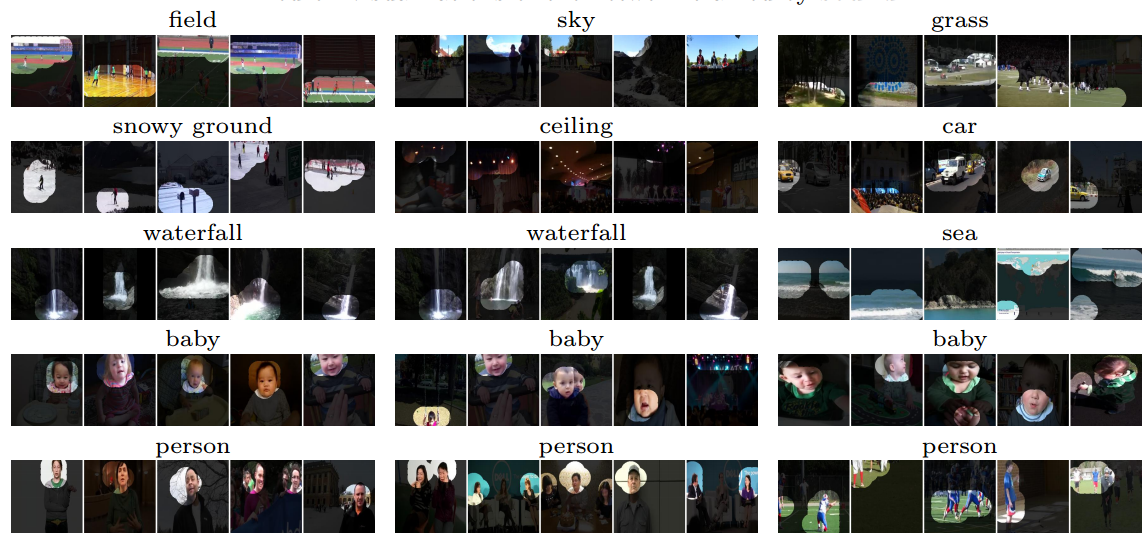 field sky grass
snowy ground ceiling car
waterfall waterfall sea
baby baby baby
person person person